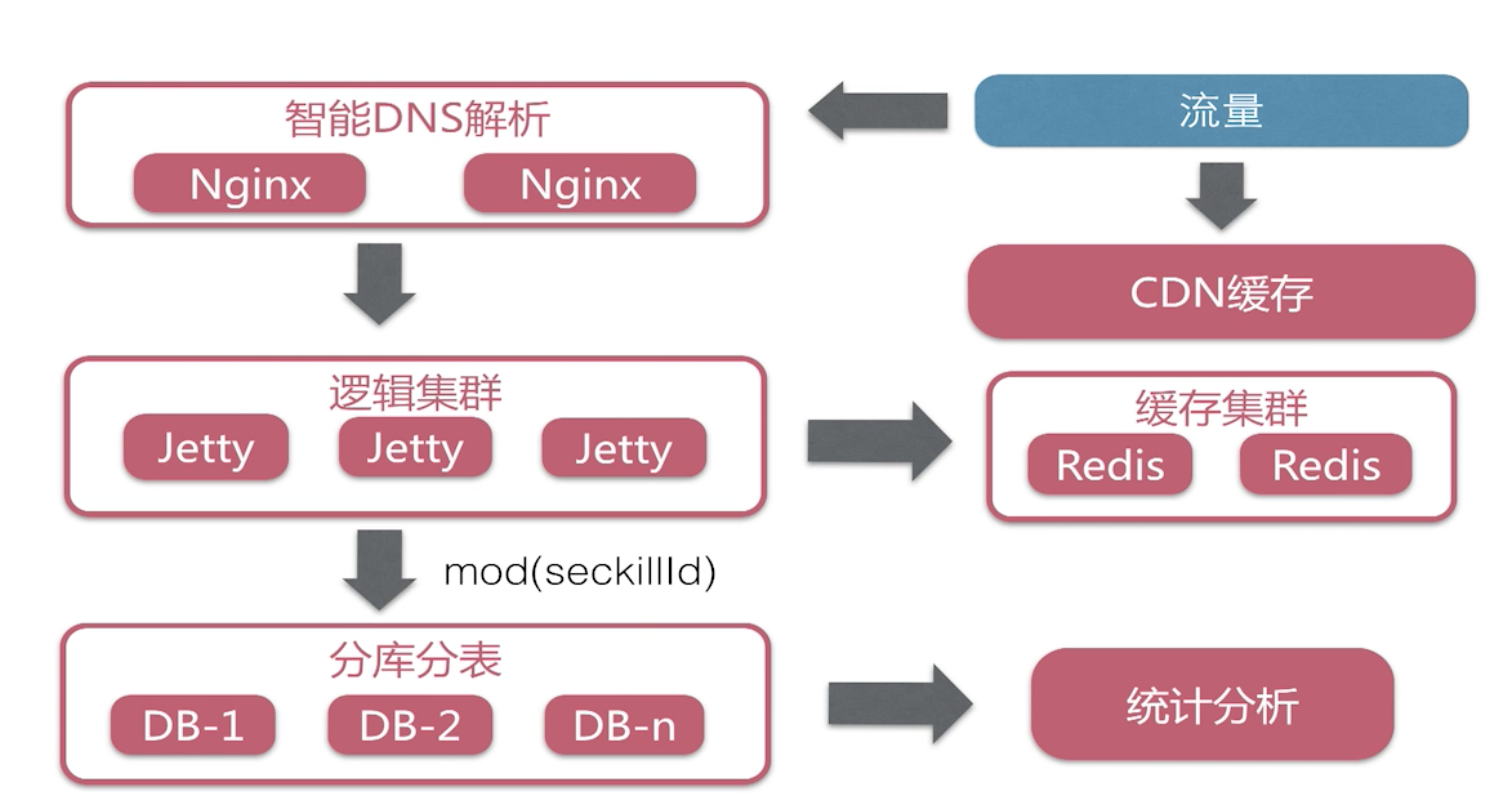 智能DNS解析
Nginx
Nginx
流量
CDN缓存
逻辑集群
Jetty
Jetty
Jetty
缓存集群
Redis
Redis
mod(seckillId)
分库分表
DB-1
DB-2
DB-n
统计分析